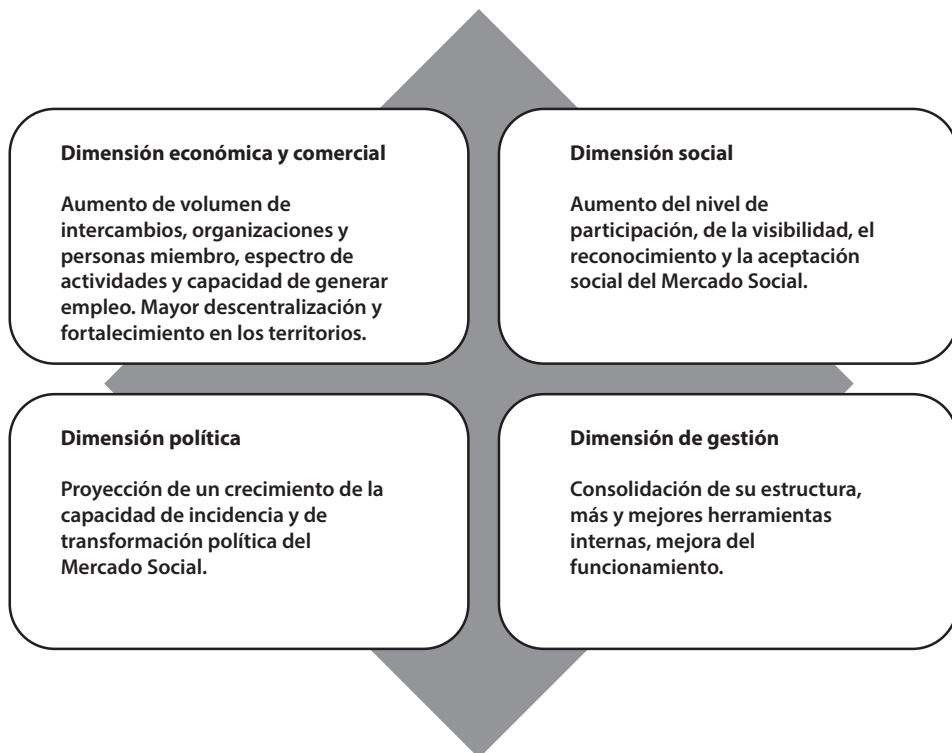 Dimensión económica y comercial
Aumento de volumen de
intercambios, organizaciones y
personas miembro, espectro de
actividades y capacidad de generar
empleo. Mayor descentralización y
fortalecimiento en los territorios.
Dimensión social
Aumento del nivel de
participación, de la visibilidad, el
reconocimiento y la aceptación
social del Mercado Social.
Dimensión política
Proyección de un crecimiento de la
capacidad de incidencia y de
transformación política del
Mercado Social.
Dimensión de gestión
Consolidación de su estructura,
más y mejores herramientas
internas, mejora del
funcionamiento.